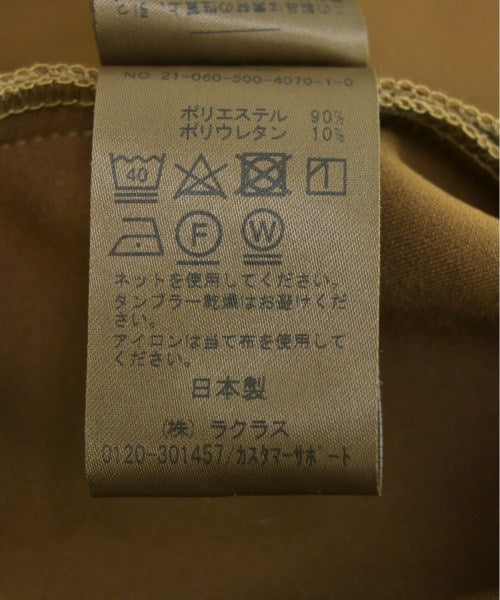 NO 21-060-500-4070-1-0
ポリエステル 90%
ポリウレタン 10%
40
F W
ネットを使用してください。
タンブラー乾燥はお避けくだ
さい。
アイロンは当て布を使用して
ください。
日本製
(株) ラクラス
0120-301457/カスタマーサポート